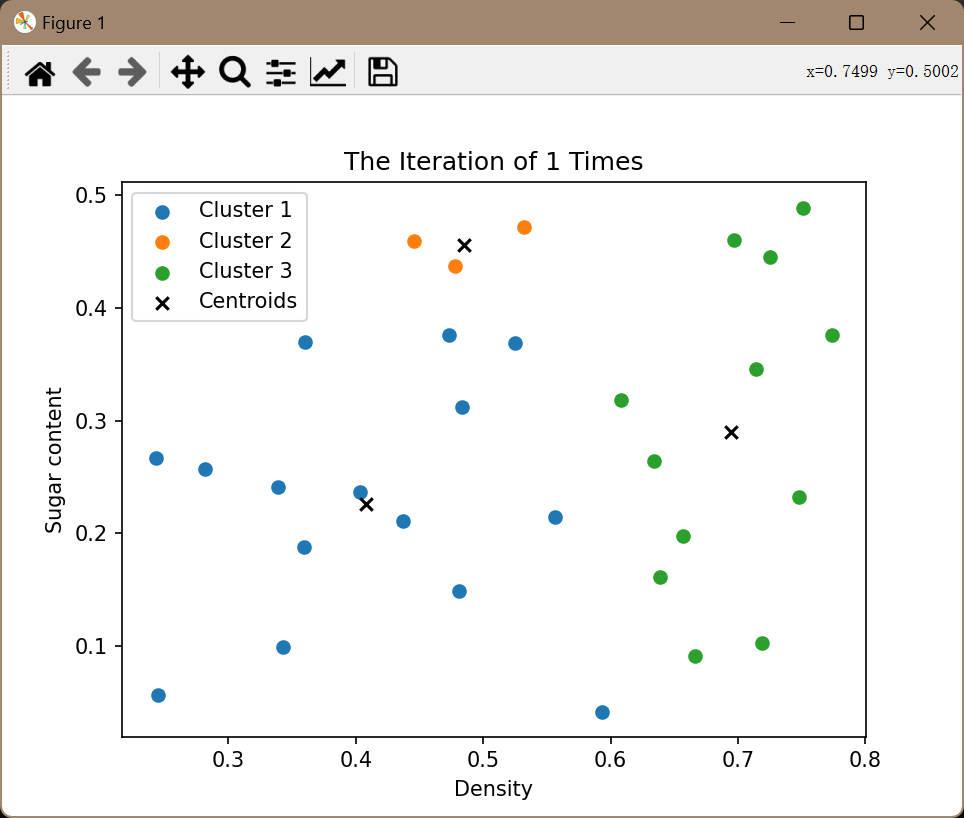 Figure 1
x=0.7499 y=0.5002
The Iteration of 1 Times
Cluster 1
Cluster 2
Cluster 3
Centroids
0.5
0.4
0.3
0.2
0.1
Sugar content
0.3 0.4 0.5 0.6 0.7 0.8
Density